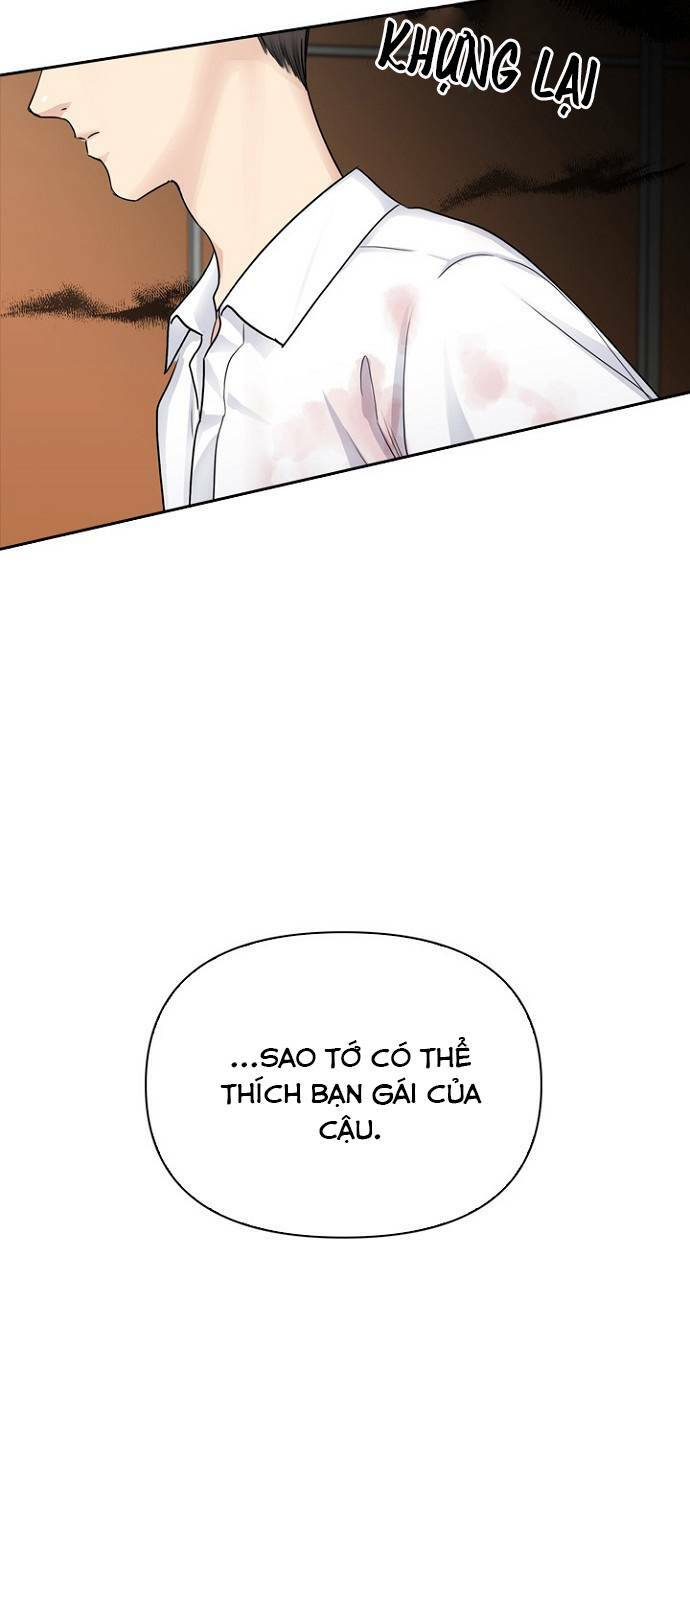 KHỰNG LẠI
...SAO TỚ CÓ THỂ
THÍCH BẠN GÁI CỦA
CẬU.